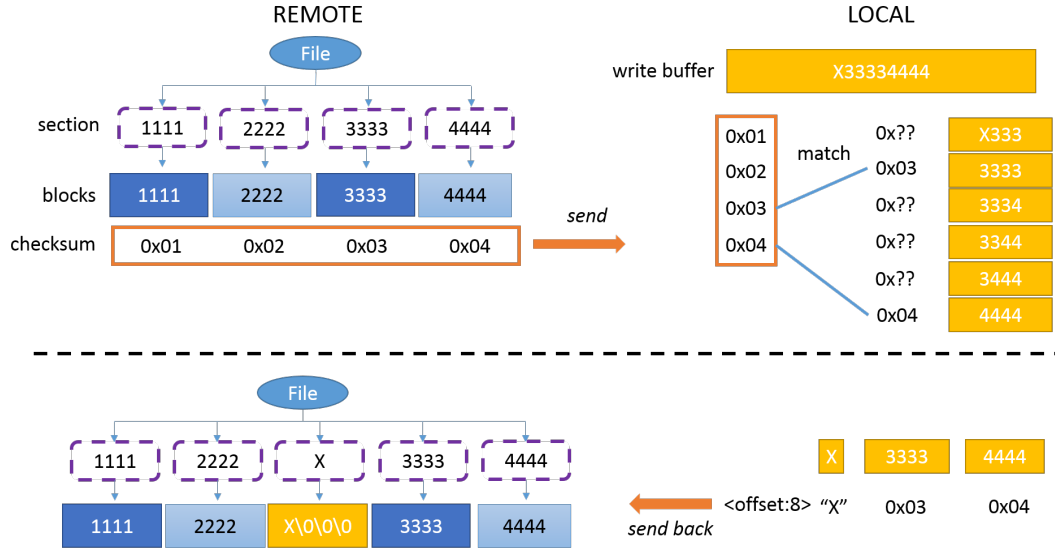 REMOTE
File
section 1111 2222 3333 4444
blocks 1111 2222 3333 4444
checksum 0x01 0x02 0x03 0x04
send
LOCAL
write buffer X33334444
0x01
0x02
0x03
0x04
match
0x?? X333
0x03 3333
0x?? 3334
0x?? 3344
0x?? 3444
0x04 4444
File
1111 2222 X 3333 4444
1111 2222 X\0\0\0 3333 4444
send back
X 3333 4444
<offset:8> “X” 0x03 0x04